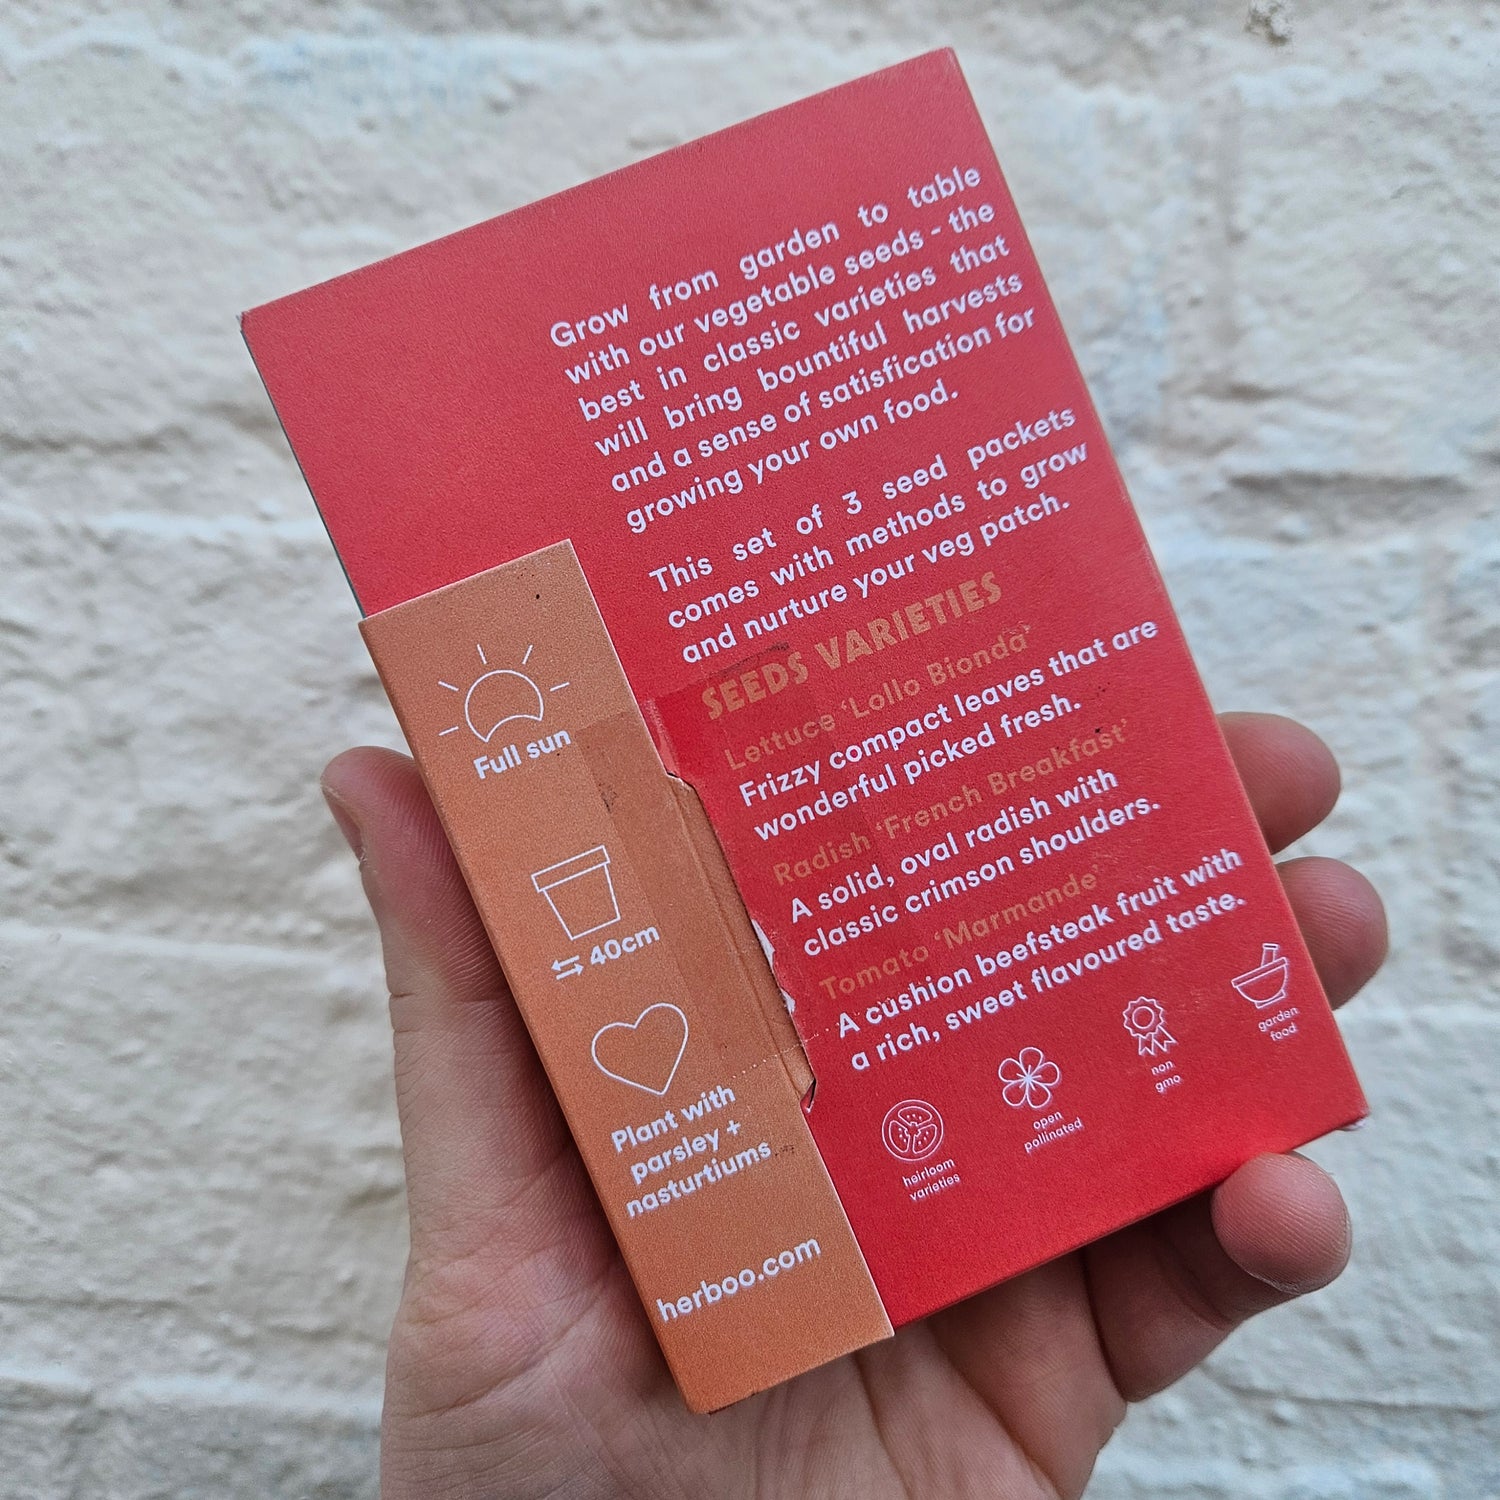 Grow from garden to table
with our vegetable seeds - the
best in classic varieties that
will bring bountiful harvests
and a sense of satisfication for
growing your own food.
This set of 3 seed packets
comes with methods to grow
and nurture your veg patch.
SEEDS VARIETIES
Lettuce ‘Lollo Bionda’
Frizzy compact leaves that are
wonderful picked fresh.
Radish ‘French Breakfast’
A solid, oval radish with
classic crimson shoulders.
Tomato ‘Marmande’
A cushion beefsteak fruit with
a rich, sweet flavoured taste.
heirloom
varieties
open
pollinated
non
gmo
garden
food
Full sun
⇆ 40cm
Plant with
parsley +
nasturtiums
herboo.com